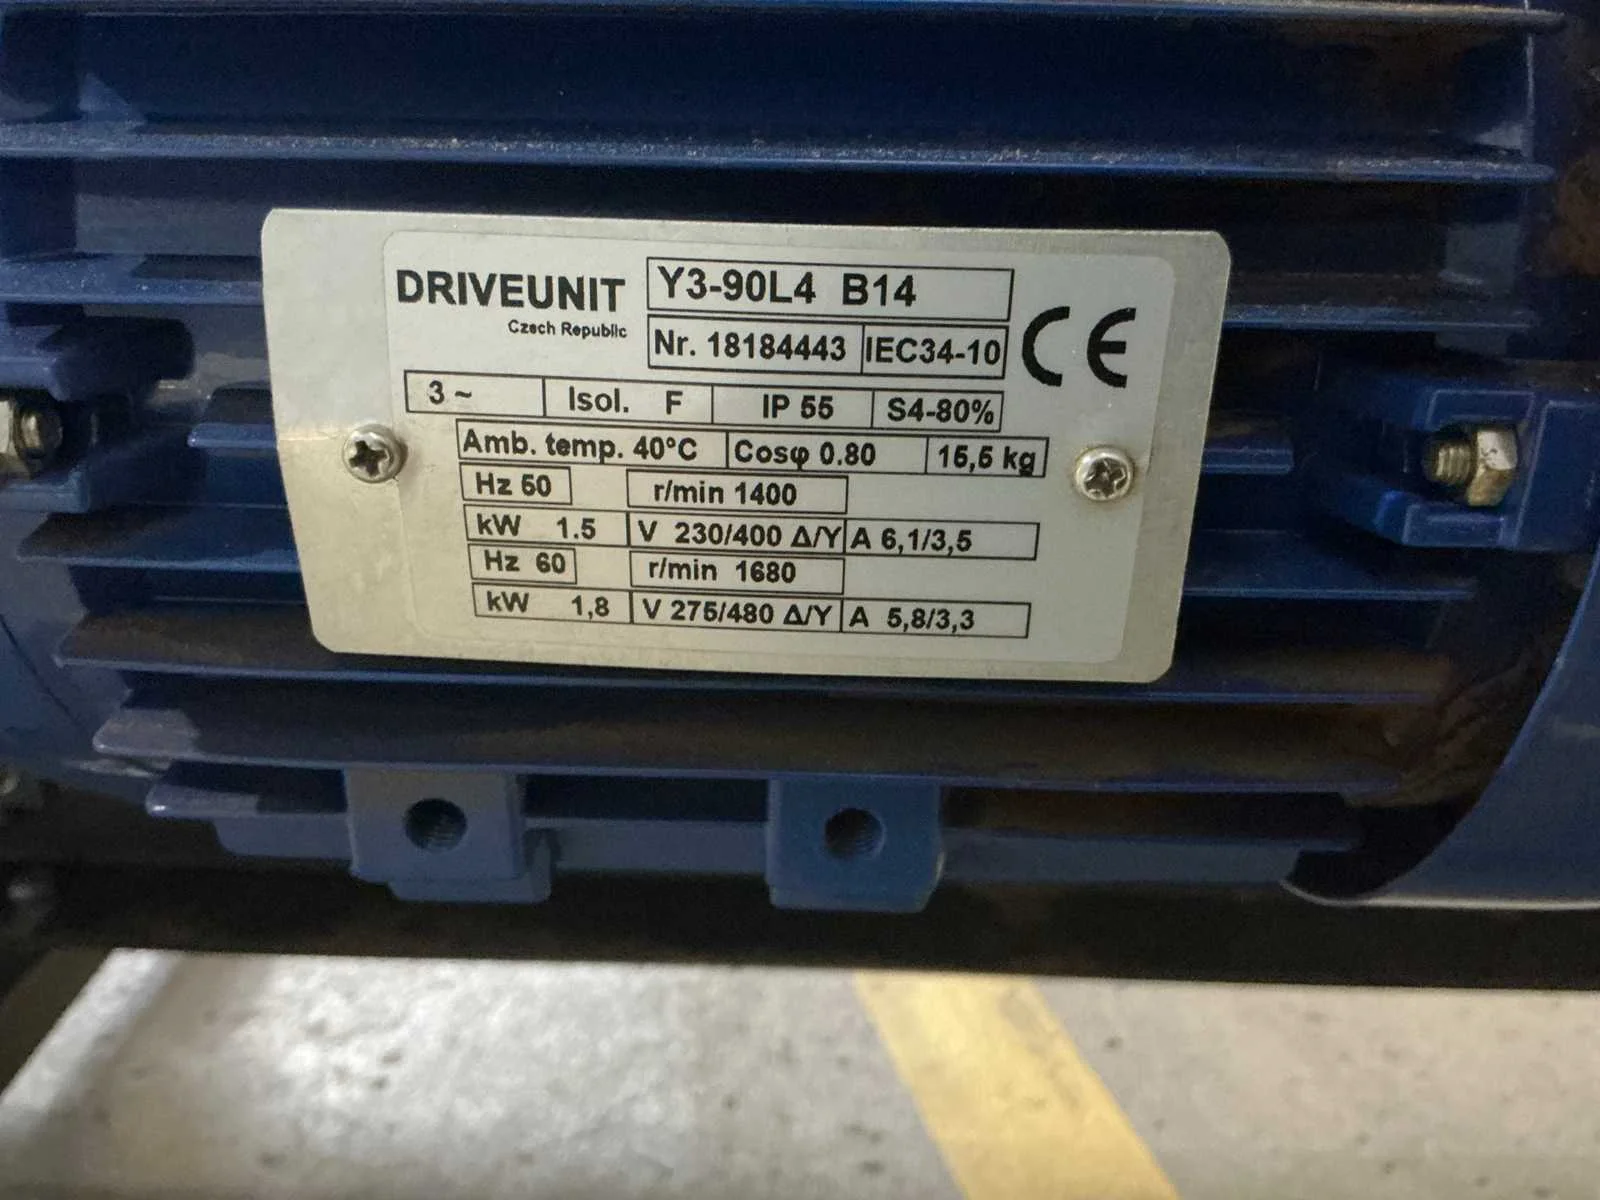 DRIVEUNIT
Czech Republic
Y3-90L4 B14
Nr. 18184443 IEC34-10
CE
3 ~ Isol. F IP 55 S4-80%
Amb. temp. 40°C Cosφ 0.80 15,5 kg
Hz 50 r/min 1400
kW 1.5 V 230/400 Δ/Y A 6,1/3,5
Hz 60 r/min 1680
kW 1,8 V 275/480 Δ/Y A 5,8/3,3